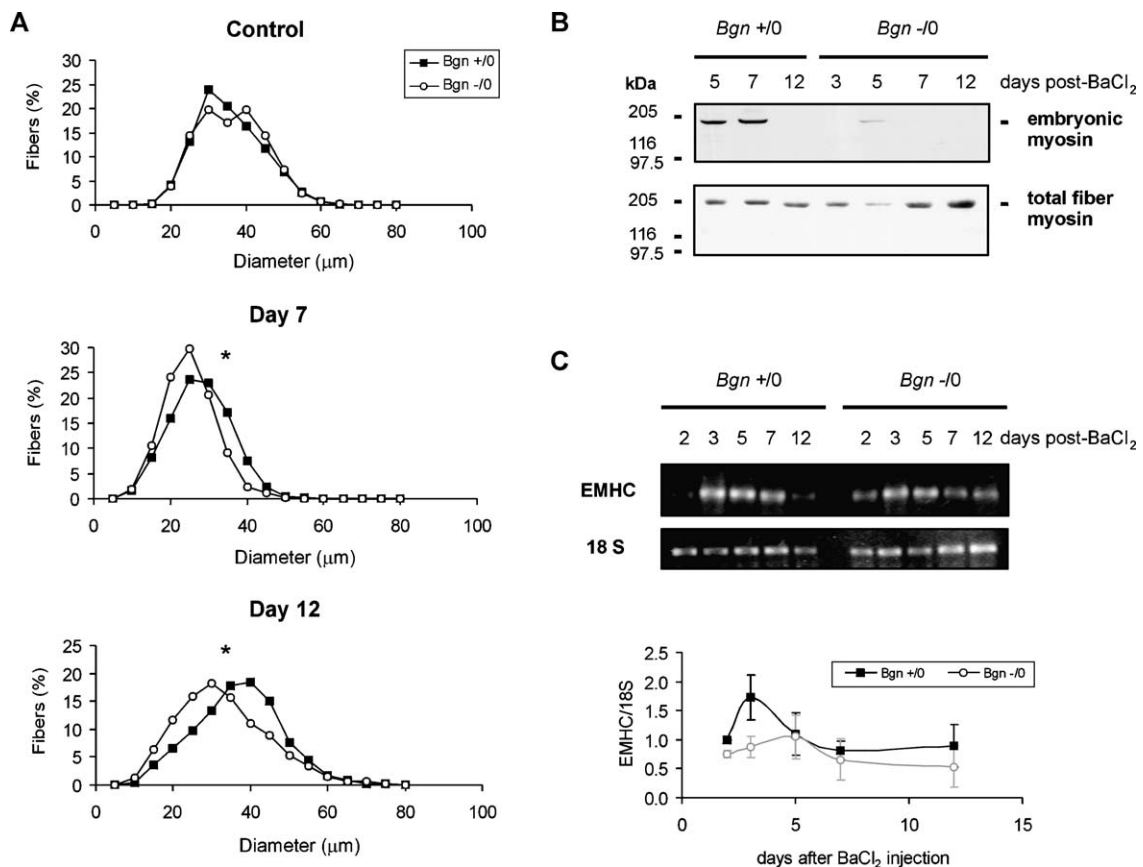 A
Control
Fibers (%)
30
25
20
15
10
5
0
Bgn +/0
Bgn -/0
0 20 40 60 80 100
Diameter (μm)
Day 7
Fibers (%)
30
25
20
15
10
5
0
*
0 20 40 60 80 100
Diameter (μm)
Day 12
Fibers (%)
25
20
15
10
5
0
*
0 20 40 60 80 100
Diameter (μm)
B
Bgn +/0 Bgn -/0
kDa 5 7 12 3 5 7 12 days post-BaCl2
205
116
97.5
- embryonic
myosin
205
116
97.5
- total fiber
myosin
C
Bgn +/0 Bgn -/0
2 3 5 7 12 2 3 5 7 12 days post-BaCl2
EMHC
18 S
EMHC/18S
2.5
2.0
1.5
1.0
0.5
0.0
Bgn +/0 Bgn -/0
0 5 10 15
days after BaCl2 injection